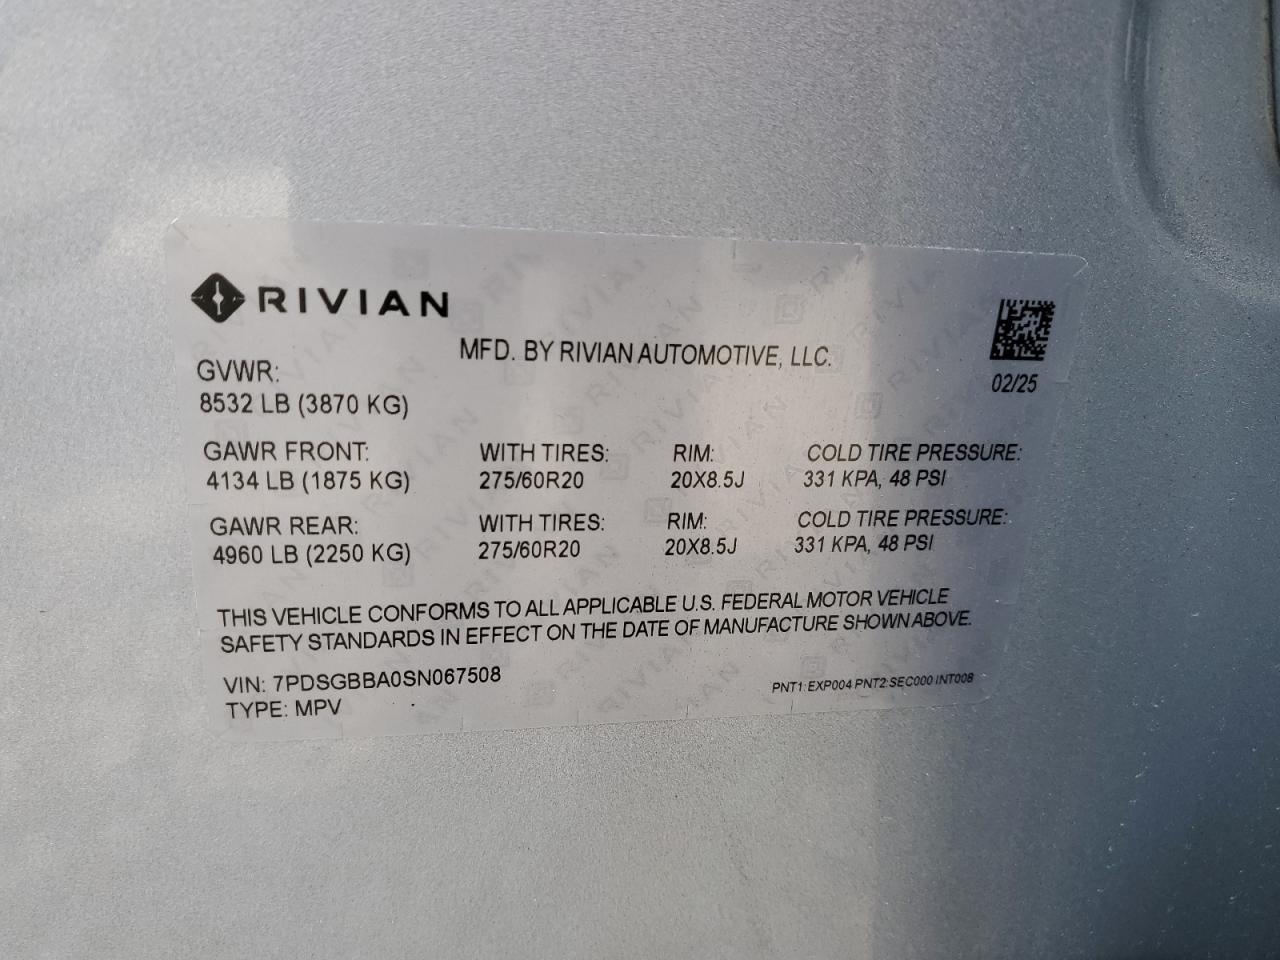 RIVIAN
MFD. BY RIVIAN AUTOMOTIVE, LLC.
02/25
GVWR:
8532 LB (3870 KG)
GAWR FRONT: WITH TIRES: RIM: COLD TIRE PRESSURE:
4134 LB (1875 KG) 275/60R20 20X8.5J 331 KPA, 48 PSI
GAWR REAR: WITH TIRES: RIM: COLD TIRE PRESSURE:
4960 LB (2250 KG) 275/60R20 20X8.5J 331 KPA, 48 PSI
THIS VEHICLE CONFORMS TO ALL APPLICABLE U.S. FEDERAL MOTOR VEHICLE
SAFETY STANDARDS IN EFFECT ON THE DATE OF MANUFACTURE SHOWN ABOVE.
VIN: 7PDSGBBA0SN067508
TYPE: MPV
PNT1:EXP004 PNT2:SEC000 INT008